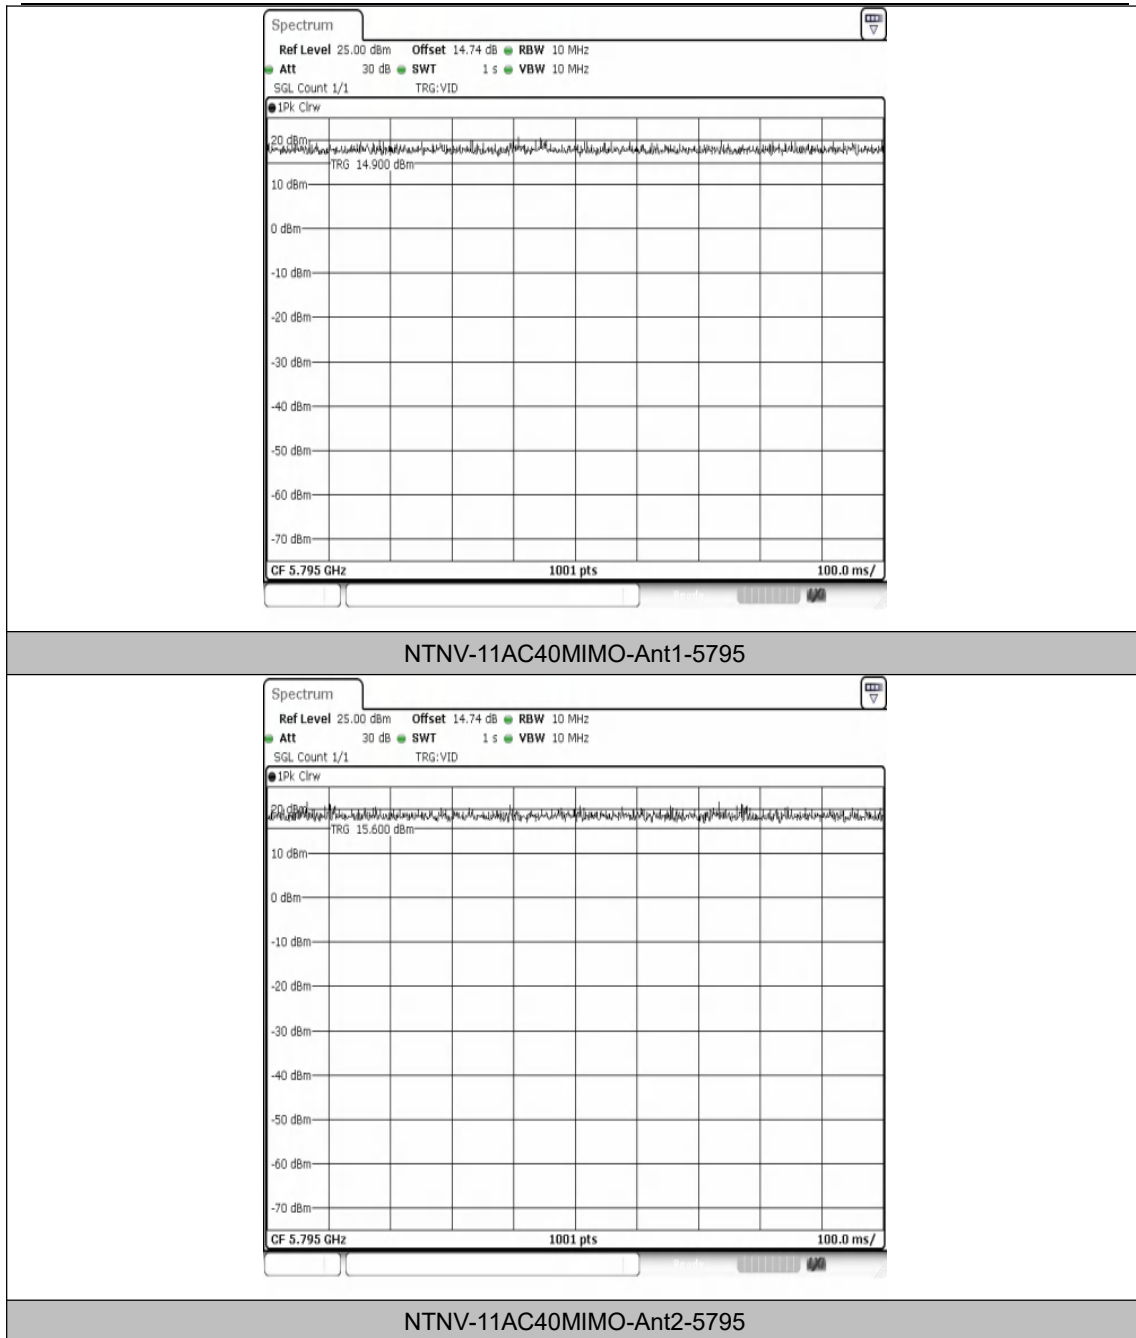 Spectrum
Ref Level 25.00 dBm Offset 14.74 dB RBW 10 MHz
Att 30 dB SWT 1 s VBW 10 MHz
SGL Count 1/1 TRG:VID
1Pk Clrw
20 dBm
TRG 14.900 dBm
10 dBm
0 dBm
-10 dBm
-20 dBm
-30 dBm
-40 dBm
-50 dBm
-60 dBm
-70 dBm
CF 5.795 GHz 1001 pts 100.0 ms/
Ready
NTNV-11AC40MIMO-Ant1-5795
Spectrum
Ref Level 25.00 dBm Offset 14.74 dB RBW 10 MHz
Att 30 dB SWT 1 s VBW 10 MHz
SGL Count 1/1 TRG:VID
1Pk Clrw
20 dBm
TRG 15.600 dBm
10 dBm
0 dBm
-10 dBm
-20 dBm
-30 dBm
-40 dBm
-50 dBm
-60 dBm
-70 dBm
CF 5.795 GHz 1001 pts 100.0 ms/
Ready
NTNV-11AC40MIMO-Ant2-5795